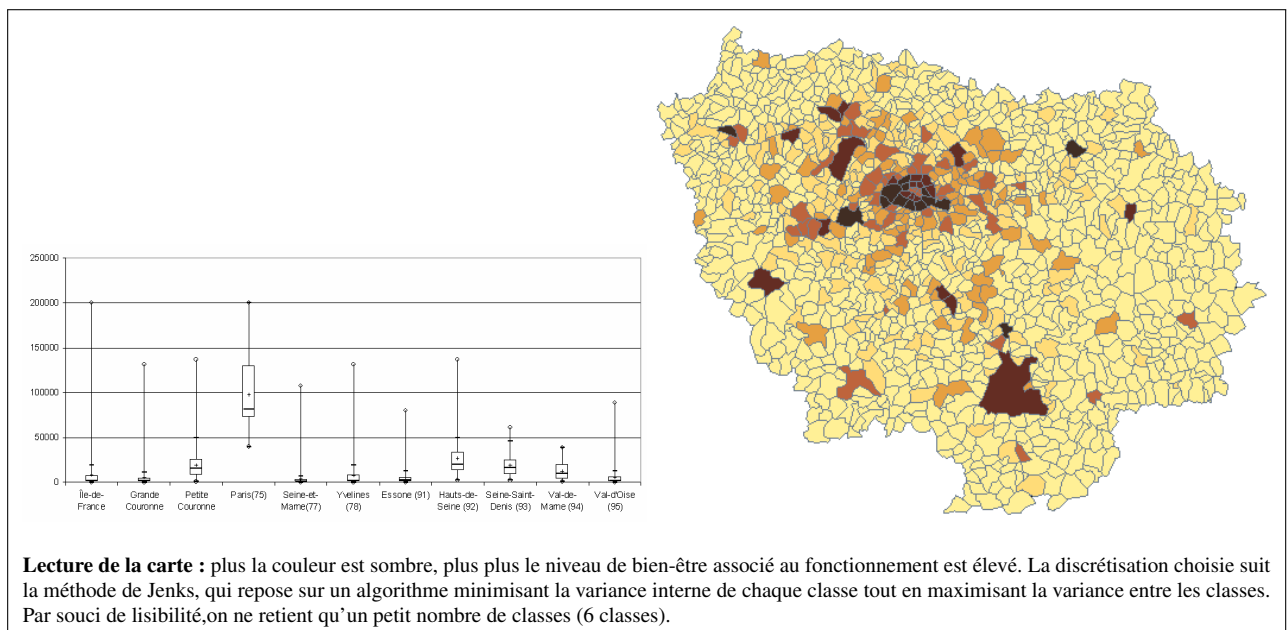 250000
200000
150000
100000
50000
0
Île-de-France
Grande Couronne
Petite Couronne
Paris(75)
Seine-et-Marne(77)
Yvelines (78)
Essone (91)
Hauts-de-Seine (92)
Seine-Saint-Denis (93)
Val-de-Marne (94)
Val-d'Oise (95)
Lecture de la carte : plus la couleur est sombre, plus plus le niveau de bien-être associé au fonctionnement est élevé. La discrétisation choisie suit
la méthode de Jenks, qui repose sur un algorithme minimisant la variance interne de chaque classe tout en maximisant la variance entre les classes.
Par souci de lisibilité,on ne retient qu'un petit nombre de classes (6 classes).